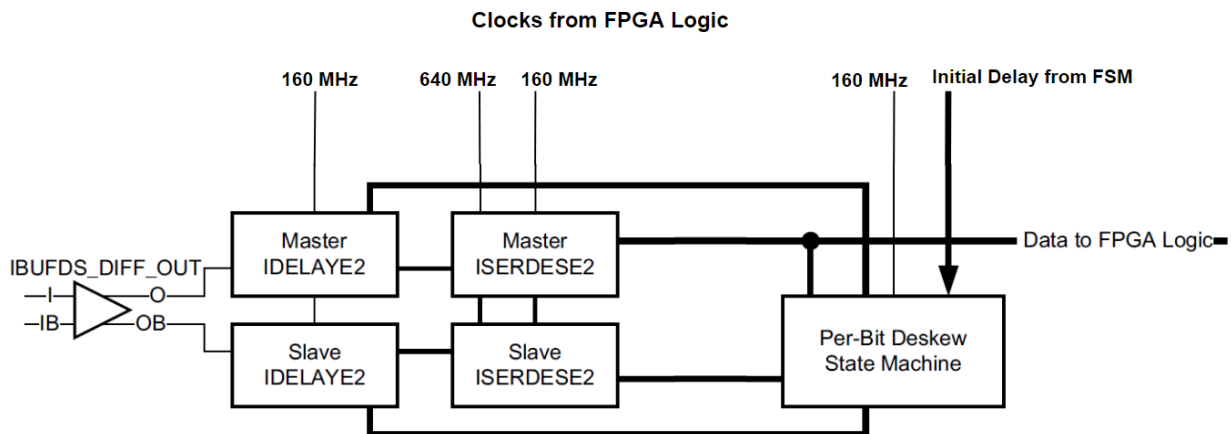 Clocks from FPGA Logic
160 MHz
640 MHz
160 MHz
160 MHz
Initial Delay from FSM
Master
IDELAYE2
Master
ISERDESE2
Data to FPGA Logic
IBUFDS_DIFF_OUT
I
O
IB
OB
Slave
IDELAYE2
Slave
ISERDESE2
Per-Bit Deskew
State Machine